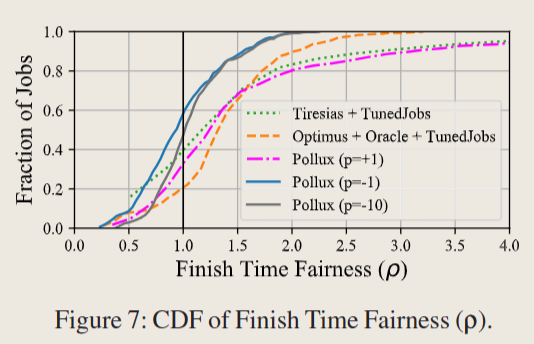 Fraction of Jobs
1.0
0.8
0.6
0.4
0.2
0.0
Tiresias + TunedJobs
Optimus + Oracle + TunedJobs
Pollux (p=+1)
Pollux (p=-1)
Pollux (p=-10)
0.0 0.5 1.0 1.5 2.0 2.5 3.0 3.5 4.0
Finish Time Fairness (ρ)
Figure 7: CDF of Finish Time Fairness (ρ).